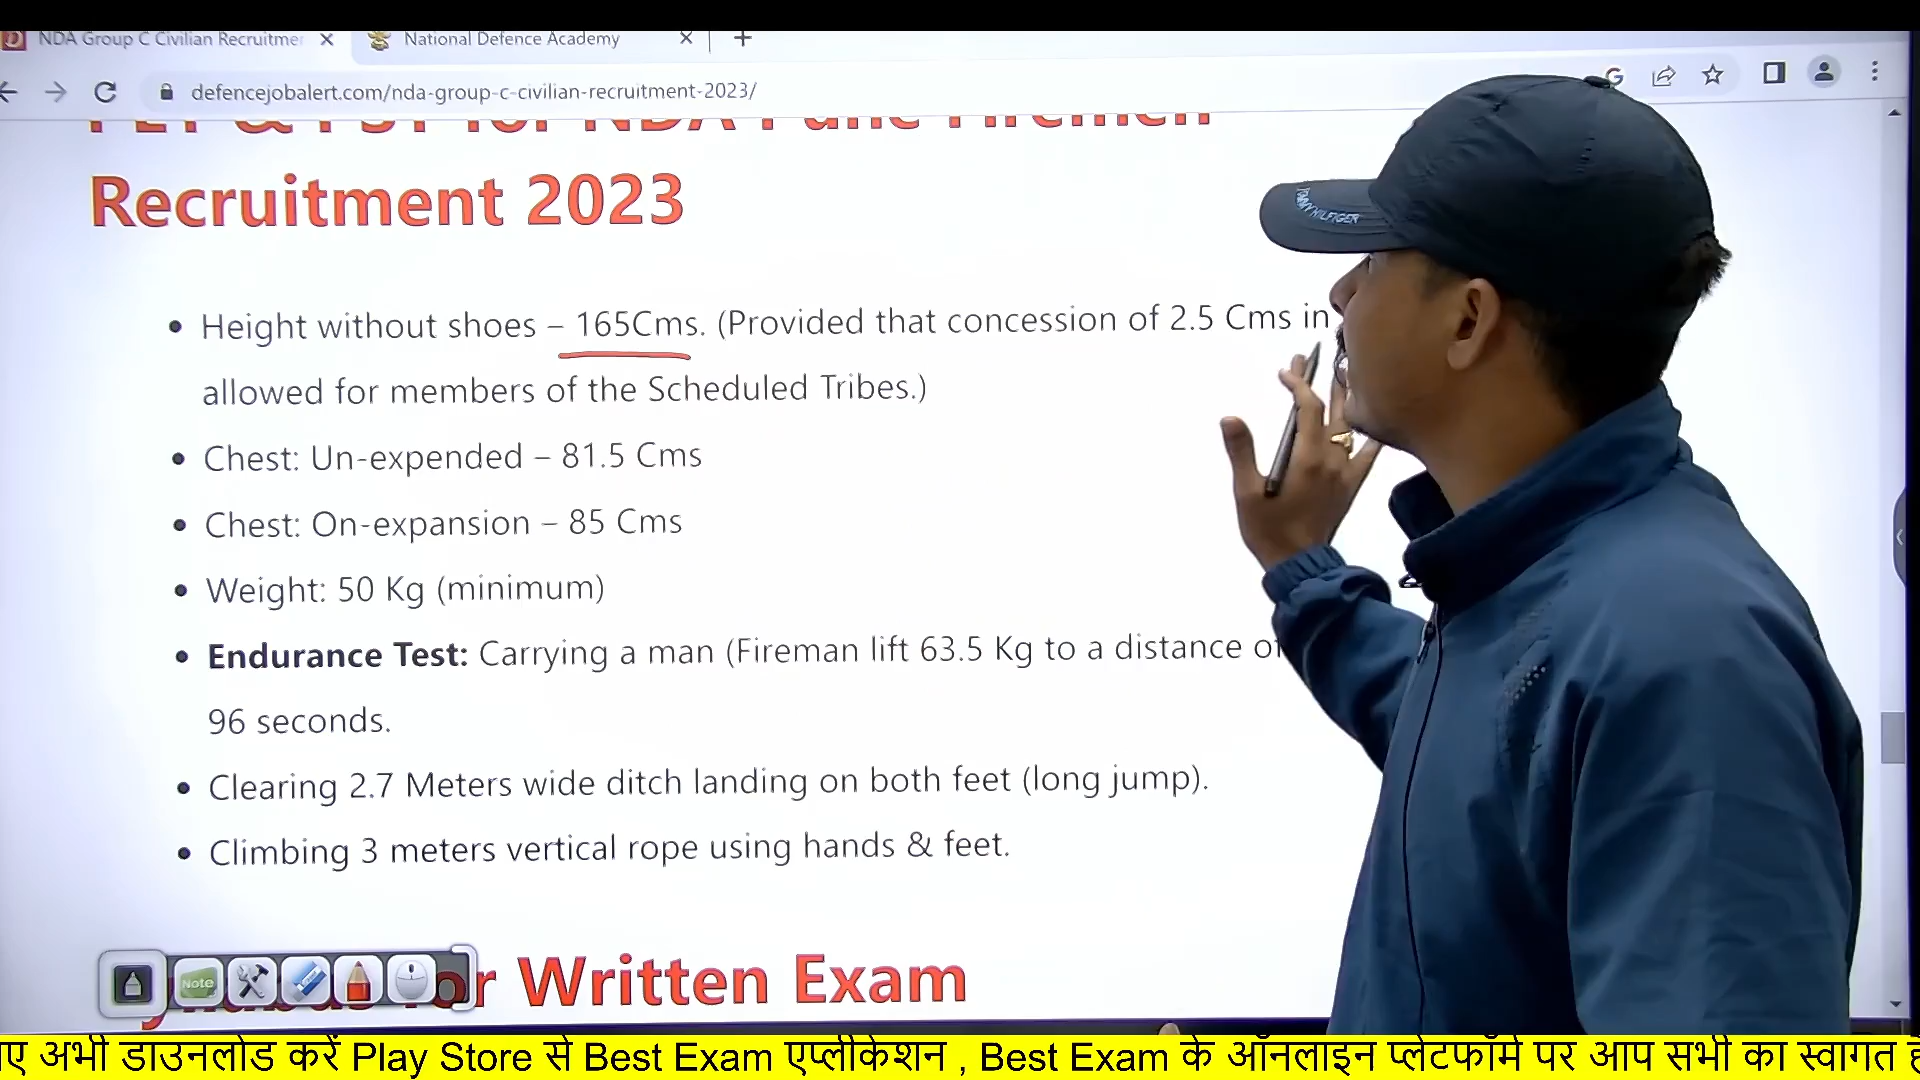 NDA Group C Civilian Recruitmer
National Defence Academy
defencejobalert.com/nda-group-c-civilian-recruitment-2023/
Recruitment 2023
• Height without shoes – 165Cms. (Provided that concession of 2.5 Cms in
allowed for members of the Scheduled Tribes.)
• Chest: Un-expended – 81.5 Cms
• Chest: On-expansion – 85 Cms
• Weight: 50 Kg (minimum)
• Endurance Test: Carrying a man (Fireman lift 63.5 Kg to a distance of
96 seconds.
• Clearing 2.7 Meters wide ditch landing on both feet (long jump).
• Climbing 3 meters vertical rope using hands & feet.
Note
Written Exam
TOMMY HILFIGER
अभी डाउनलोड करें Play Store से Best Exam एप्लीकेशन , Best Exam के ऑनलाइन प्लेटफॉर्म पर आप सभी का स्वागत